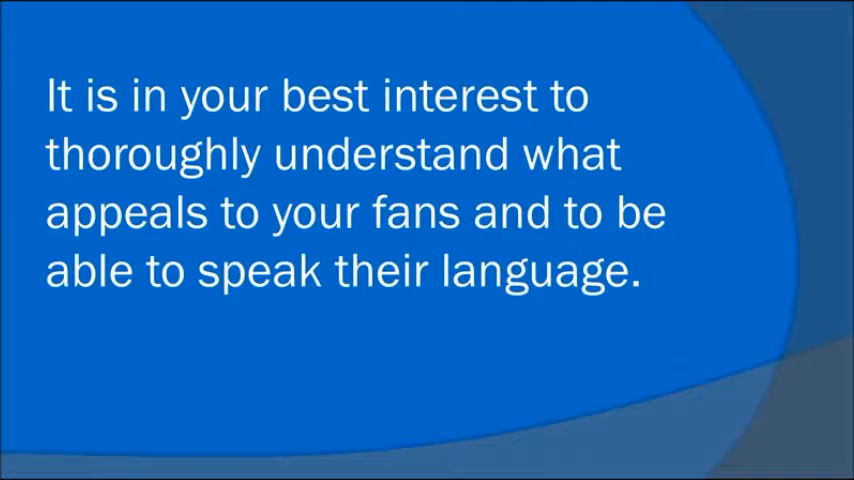 It is in your best interest to
thoroughly understand what
appeals to your fans and to be
able to speak their language.